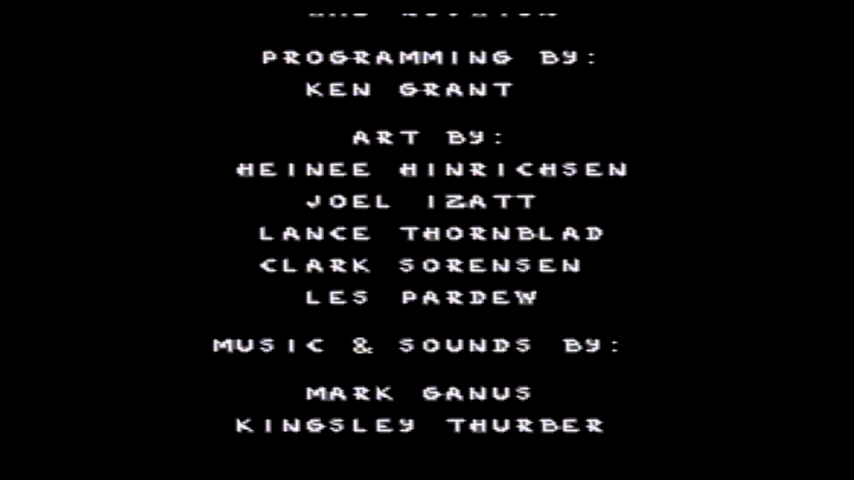 PROGRAMMING BY:
KEN GRANT
ART BY:
HEINEE HINRICHSEN
JOEL IZATT
LANCE THORNBLAD
CLARK SORENSEN
LES PARDEW
MUSIC & SOUNDS BY:
MARK GANUS
KINGSLEY THURBER